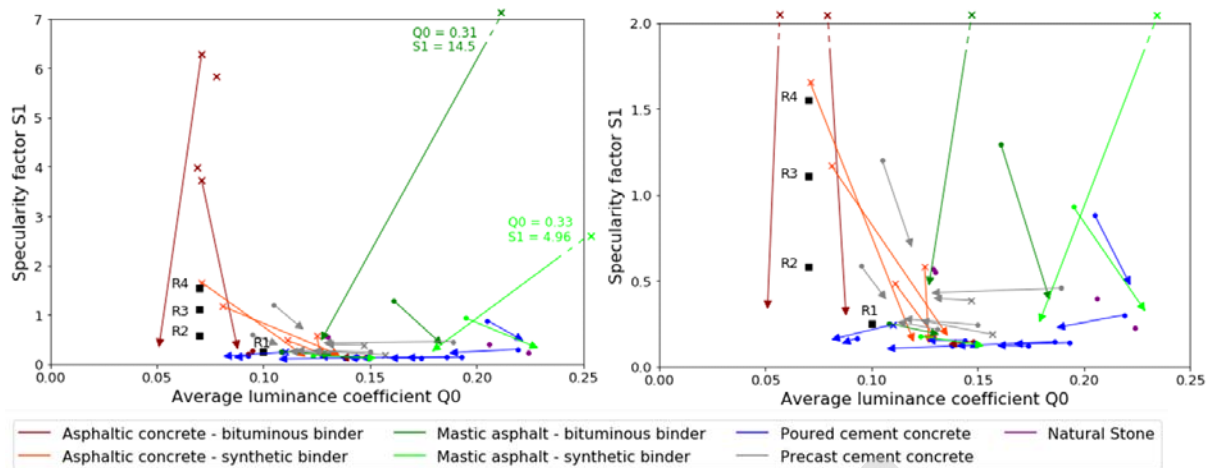 7
6
5
4
3
2
1
0
0.00
0.05
0.10
0.15
0.20
0.25
Specularity factor S1
Average luminance coefficient Q0
Q0 = 0.31
S1 = 14.5
Q0 = 0.33
S1 = 4.96
R4
R3
R2
R1
2.0
1.5
1.0
0.5
0.0
0.00
0.05
0.10
0.15
0.20
0.25
Specularity factor S1
Average luminance coefficient Q0
R4
R3
R2
R1
Asphaltic concrete - bituminous binder
Asphaltic concrete - synthetic binder
Mastic asphalt - bituminous binder
Mastic asphalt - synthetic binder
Poured cement concrete
Precast cement concrete
Natural Stone